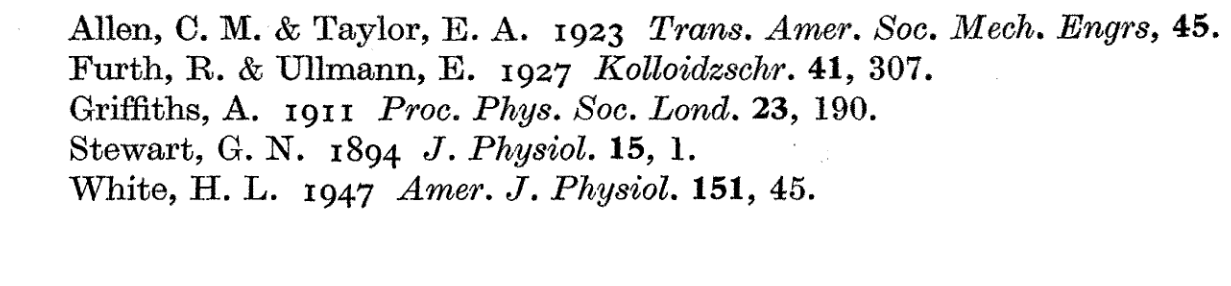 Allen, C. M. & Taylor, E. A. 1923 Trans. Amer. Soc. Mech. Engrs, 45.
Furth, R. & Ullmann, E. 1927 Kolloidzschr. 41, 307.
Griffiths, A. 1911 Proc. Phys. Soc. Lond. 23, 190.
Stewart, G. N. 1894 J. Physiol. 15, 1.
White, H. L. 1947 Amer. J. Physiol. 151, 45.